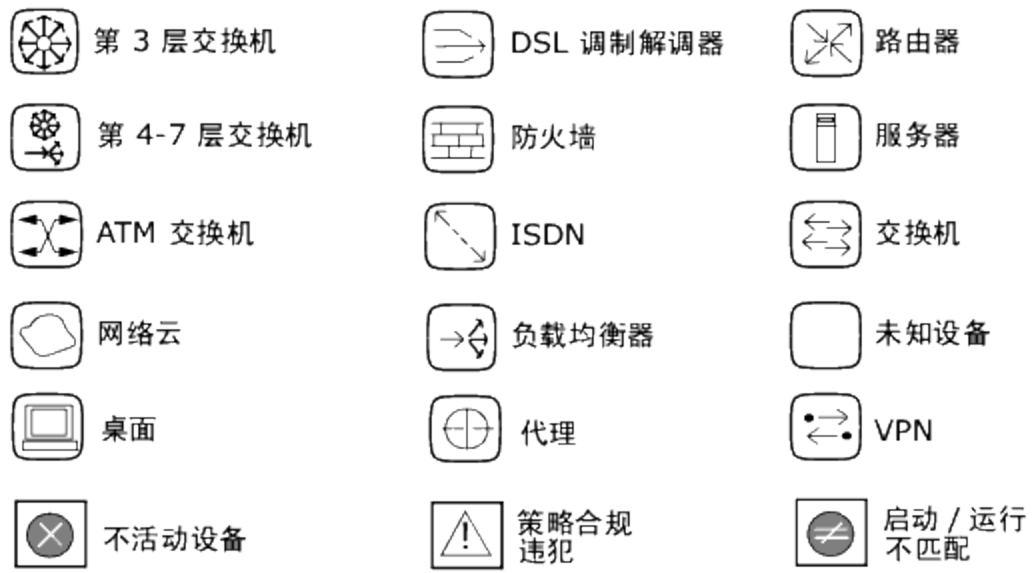 第 3 层交换机
DSL 调制解调器
路由器
第 4-7 层交换机
防火墙
服务器
ATM 交换机
ISDN
交换机
网络云
负载均衡器
未知设备
桌面
代理
VPN
不活动设备
策略合规
违犯
启动 / 运行
不匹配